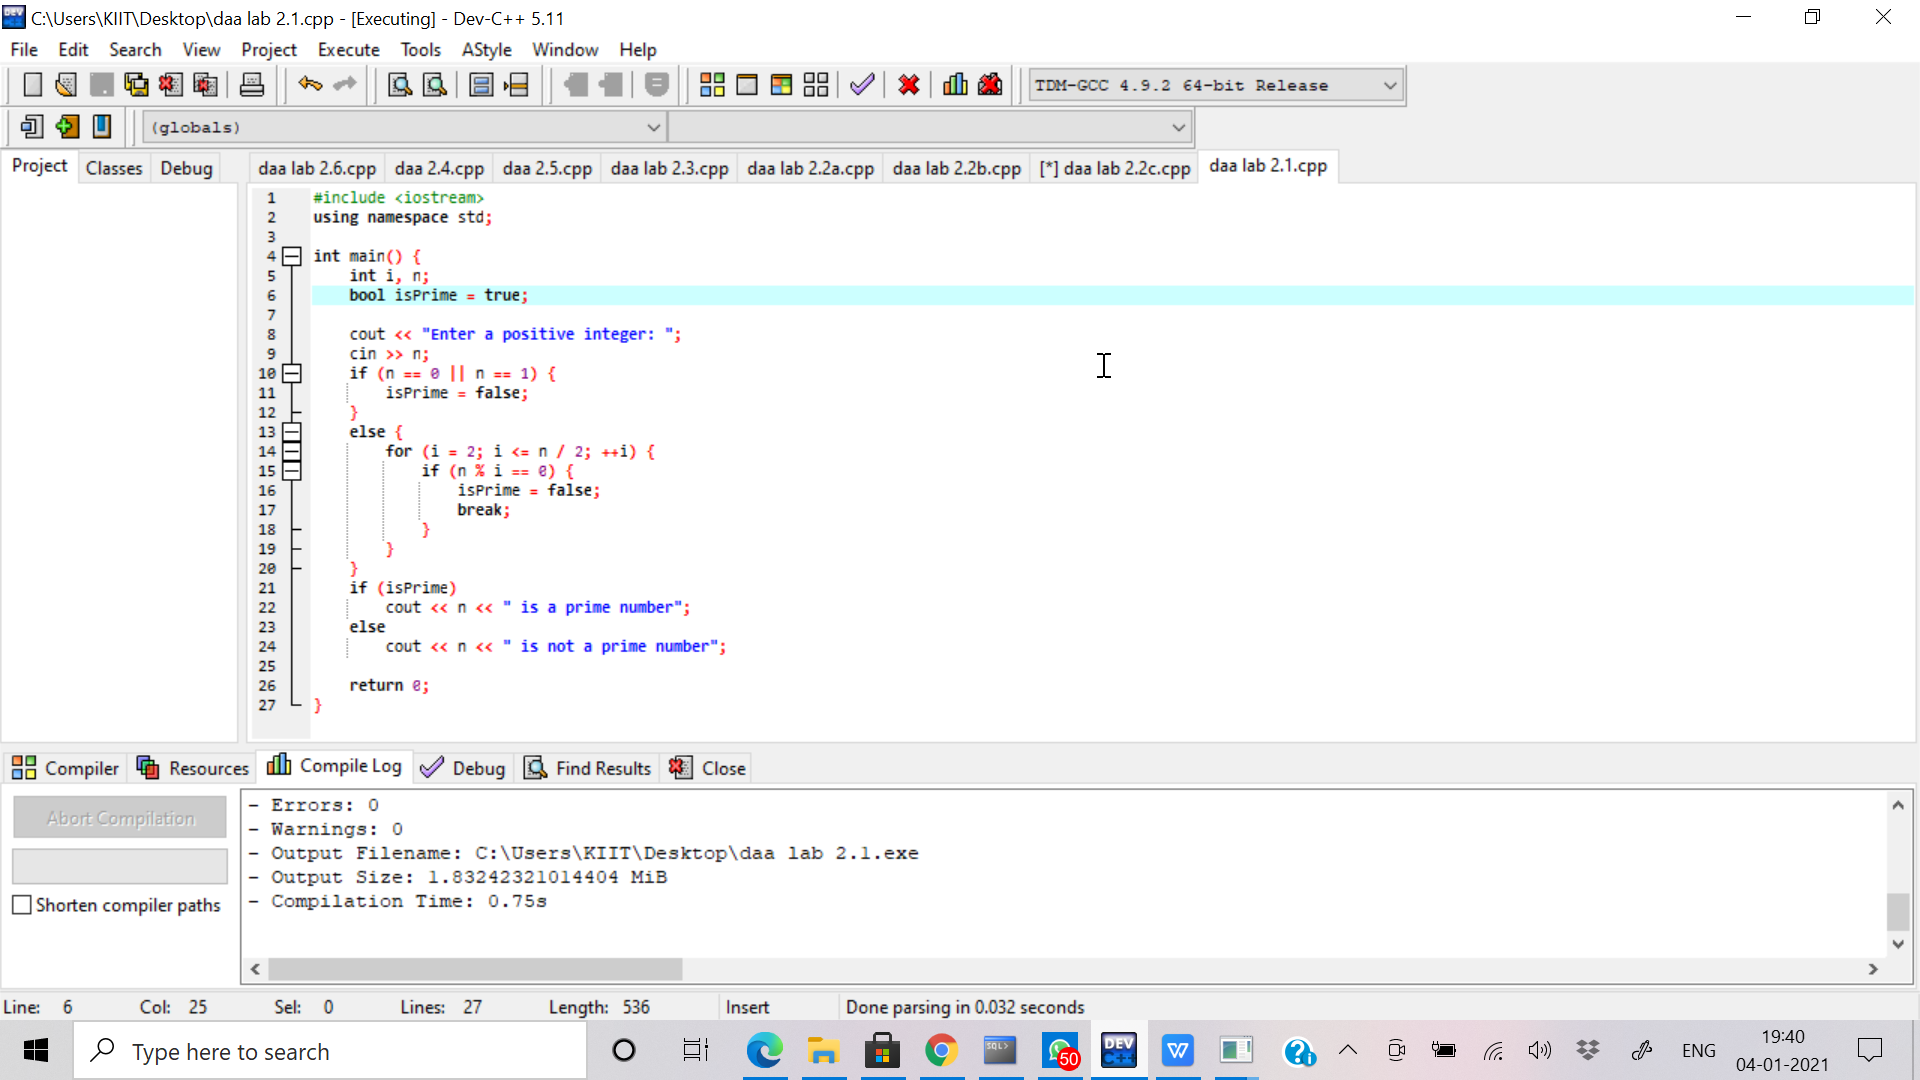 C:\Users\KIIT\Desktop\daa lab 2.1.cpp - [Executing] - Dev-C++ 5.11
File Edit Search View Project Execute Tools AStyle Window Help
TDM-GCC 4.9.2 64-bit Release
(globals)
Project Classes Debug
daa lab 2.6.cpp daa 2.4.cpp daa 2.5.cpp daa lab 2.3.cpp daa lab 2.2a.cpp daa lab 2.2b.cpp [*] daa lab 2.2c.cpp daa lab 2.1.cpp
1 #include <iostream>
2 using namespace std;
3
4 int main() {
5 int i, n;
6 bool isPrime = true;
7
8 cout << "Enter a positive integer: ";
9 cin >> n;
10 if (n == 0 || n == 1) {
11 isPrime = false;
12 }
13 else {
14 for (i = 2; i <= n / 2; ++i) {
15 if (n % i == 0) {
16 isPrime = false;
17 break;
18 }
19 }
20 }
21 if (isPrime)
22 cout << n << " is a prime number";
23 else
24 cout << n << " is not a prime number";
25
26 return 0;
27 }
Compiler Resources Compile Log Debug Find Results Close
Abort Compilation
Shorten compiler paths
- Errors: 0
- Warnings: 0
- Output Filename: C:\Users\KIIT\Desktop\daa lab 2.1.exe
- Output Size: 1.83242321014404 MiB
- Compilation Time: 0.75s
Line: 6 Col: 25 Sel: 0 Lines: 27 Length: 536 Insert Done parsing in 0.032 seconds
Type here to search
SQL>
50
DEV C++
W
ENG
19:40
04-01-2021